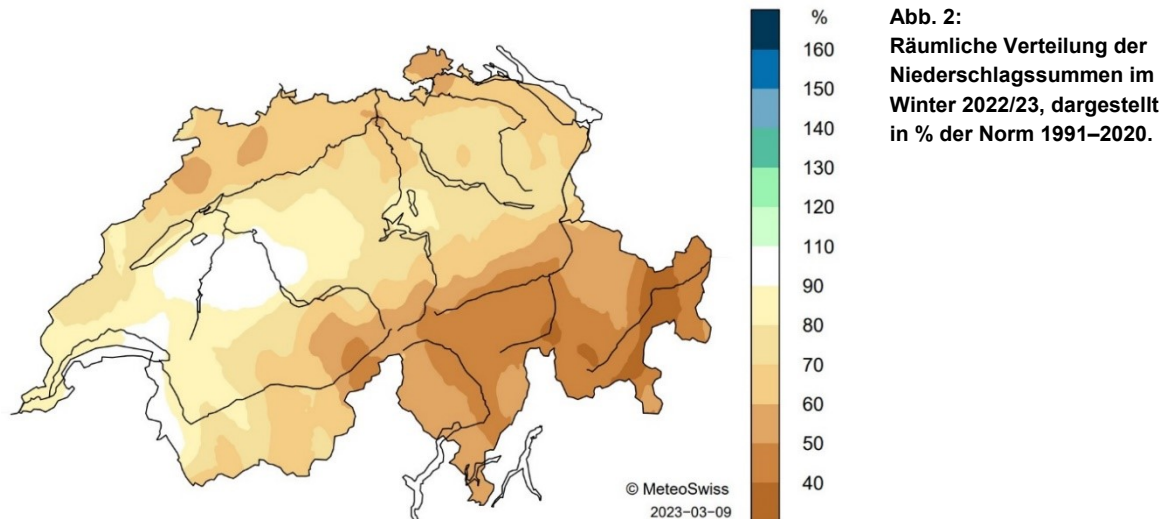 %
160
150
140
130
120
110
90
80
70
60
50
40
© MeteoSwiss
2023-03-09
Abb. 2:
Räumliche Verteilung der
Niederschlagssummen im
Winter 2022/23, dargestellt
in % der Norm 1991–2020.